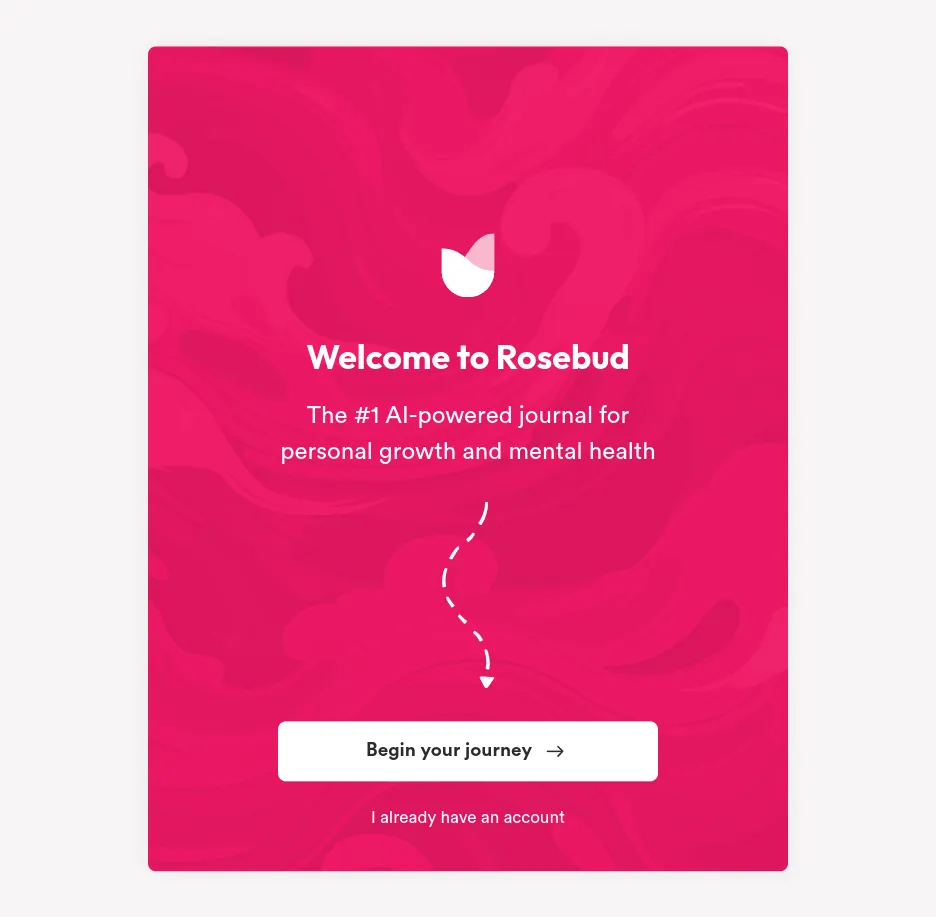 Welcome to Rosebud
The #1 AI-powered journal for
personal growth and mental health
Begin your journey →
I already have an account